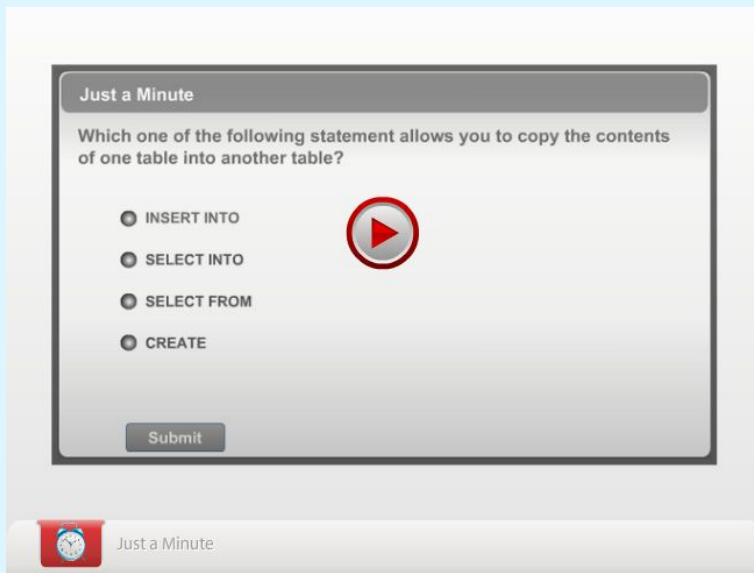 Just a Minute
Which one of the following statement allows you to copy the contents
of one table into another table?
INSERT INTO
SELECT INTO
SELECT FROM
CREATE
Submit
Just a Minute